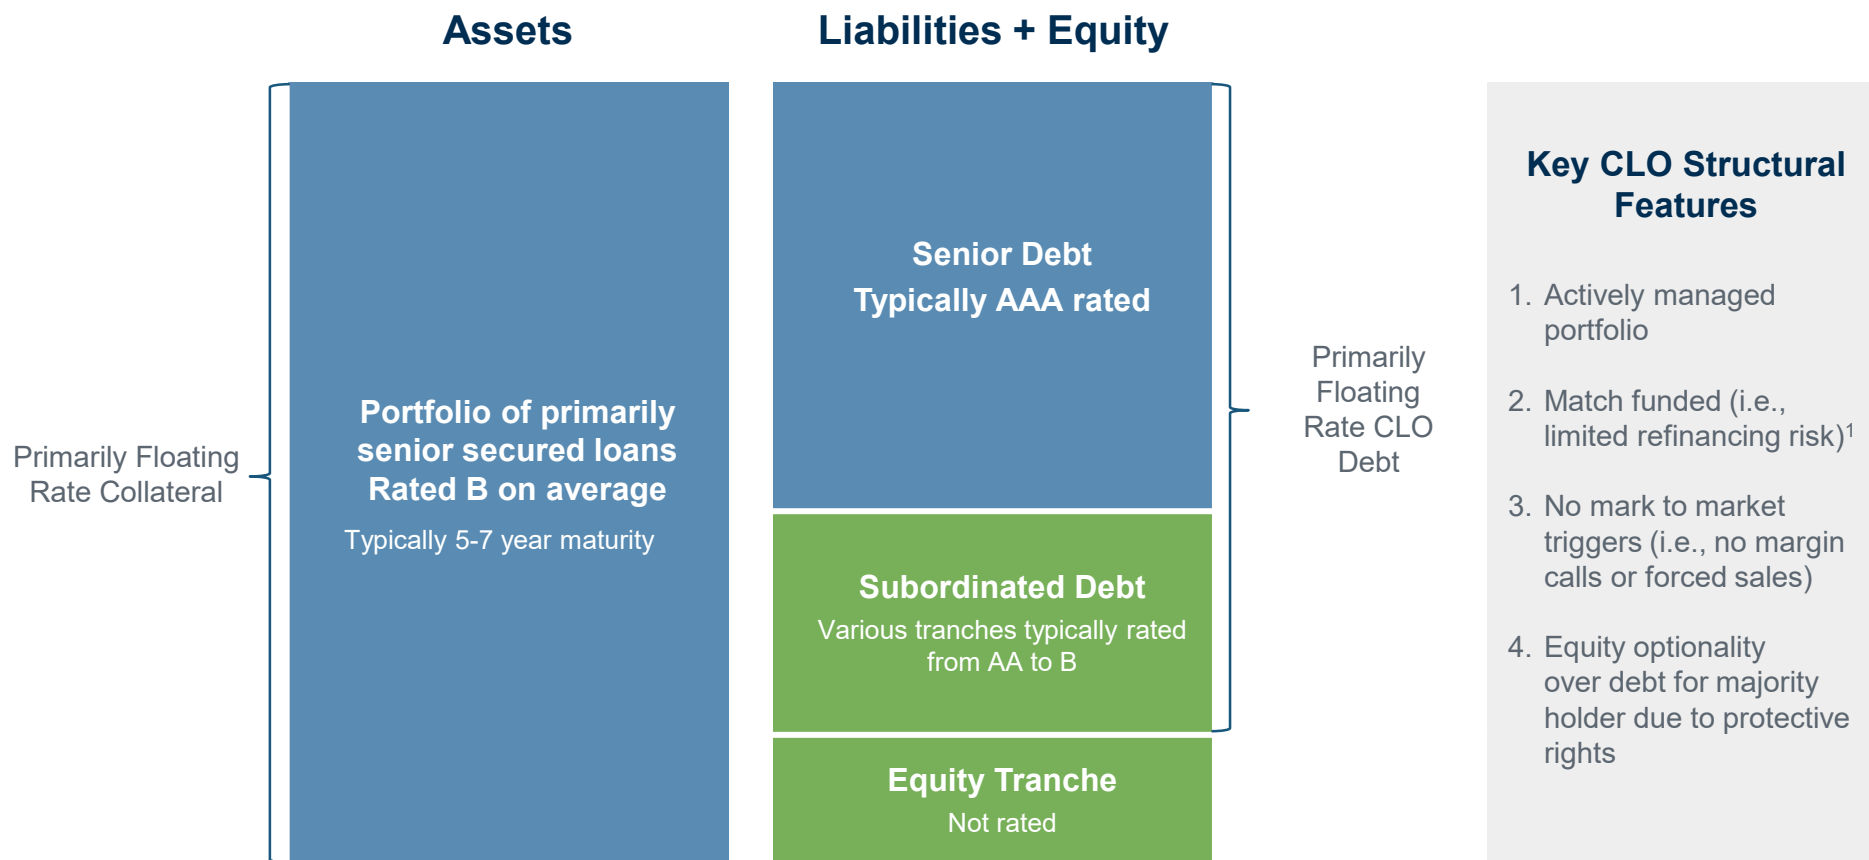 Assets
Liabilities + Equity
Primarily Floating
Rate Collateral
Portfolio of primarily
senior secured loans
Rated B on average
Typically 5-7 year maturity
Senior Debt
Typically AAA rated
Subordinated Debt
Various tranches typically rated
from AA to B
Equity Tranche
Not rated
Primarily
Floating
Rate CLO
Debt
Key CLO Structural
Features
1. Actively managed
portfolio
2. Match funded (i.e.,
limited refinancing risk)¹
3. No mark to market
triggers (i.e., no margin
calls or forced sales)
4. Equity optionality
over debt for majority
holder due to protective
rights